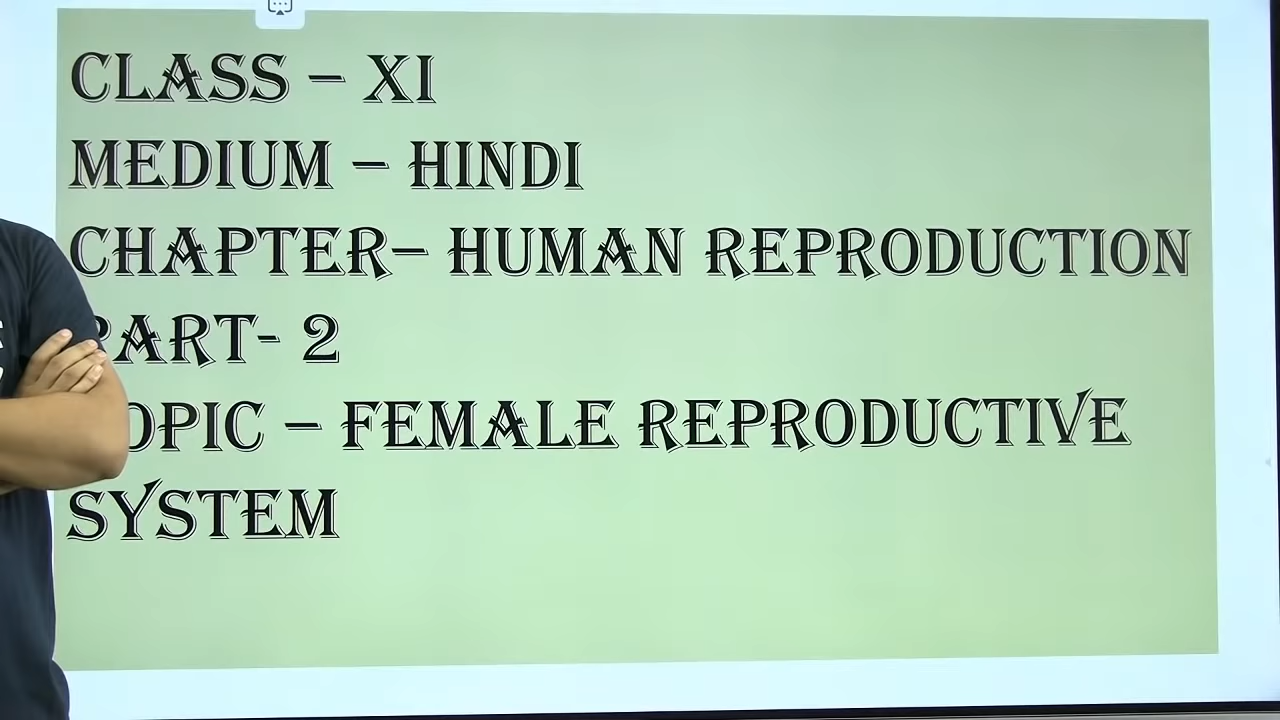 CLASS – XI
MEDIUM – HINDI
CHAPTER– HUMAN REPRODUCTION
PART- 2
TOPIC – FEMALE REPRODUCTIVE
SYSTEM